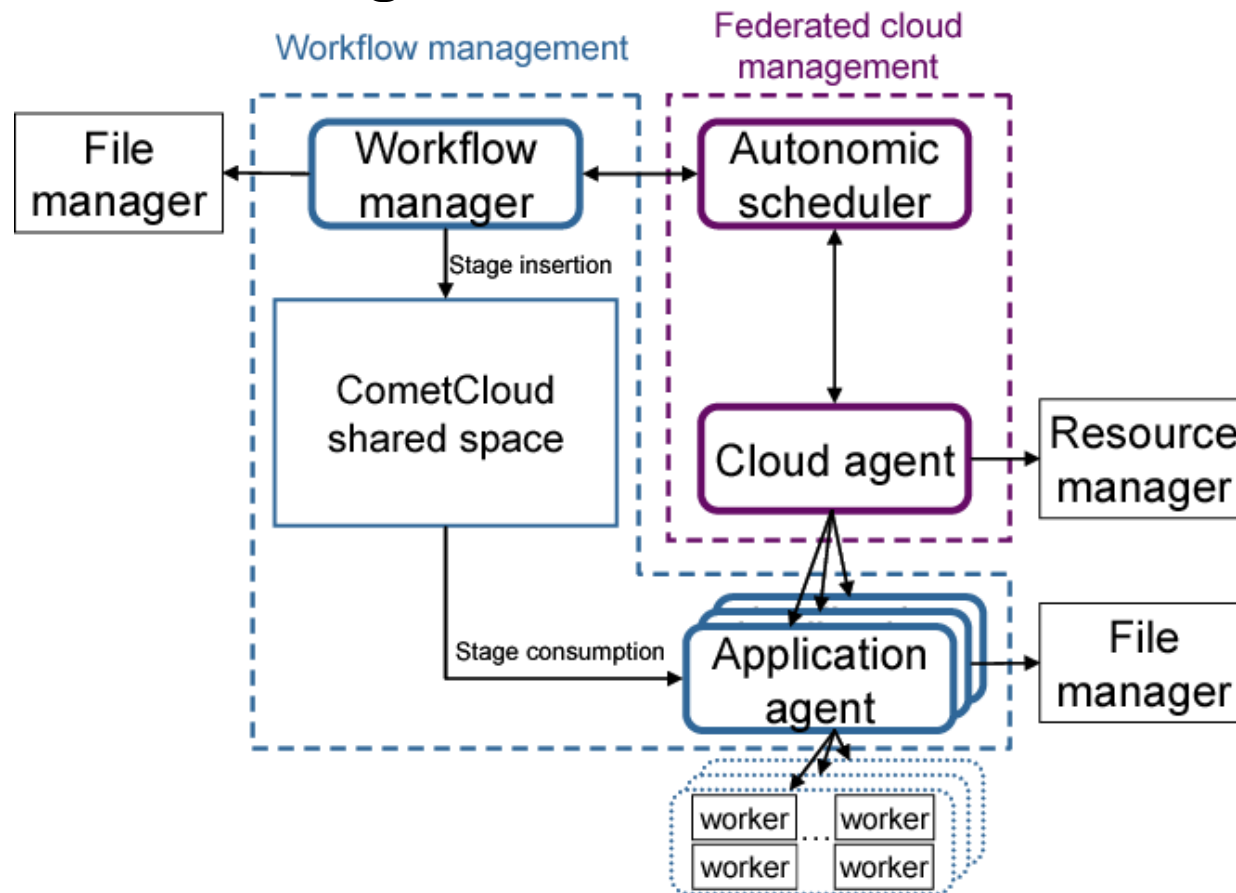 Workflow management
Federated cloud
management
File
manager
Workflow
manager
Autonomic
scheduler
Stage insertion
CometCloud
shared space
Cloud agent
Resource
manager
Stage consumption
Application
agent
File
manager
worker ... worker
worker worker